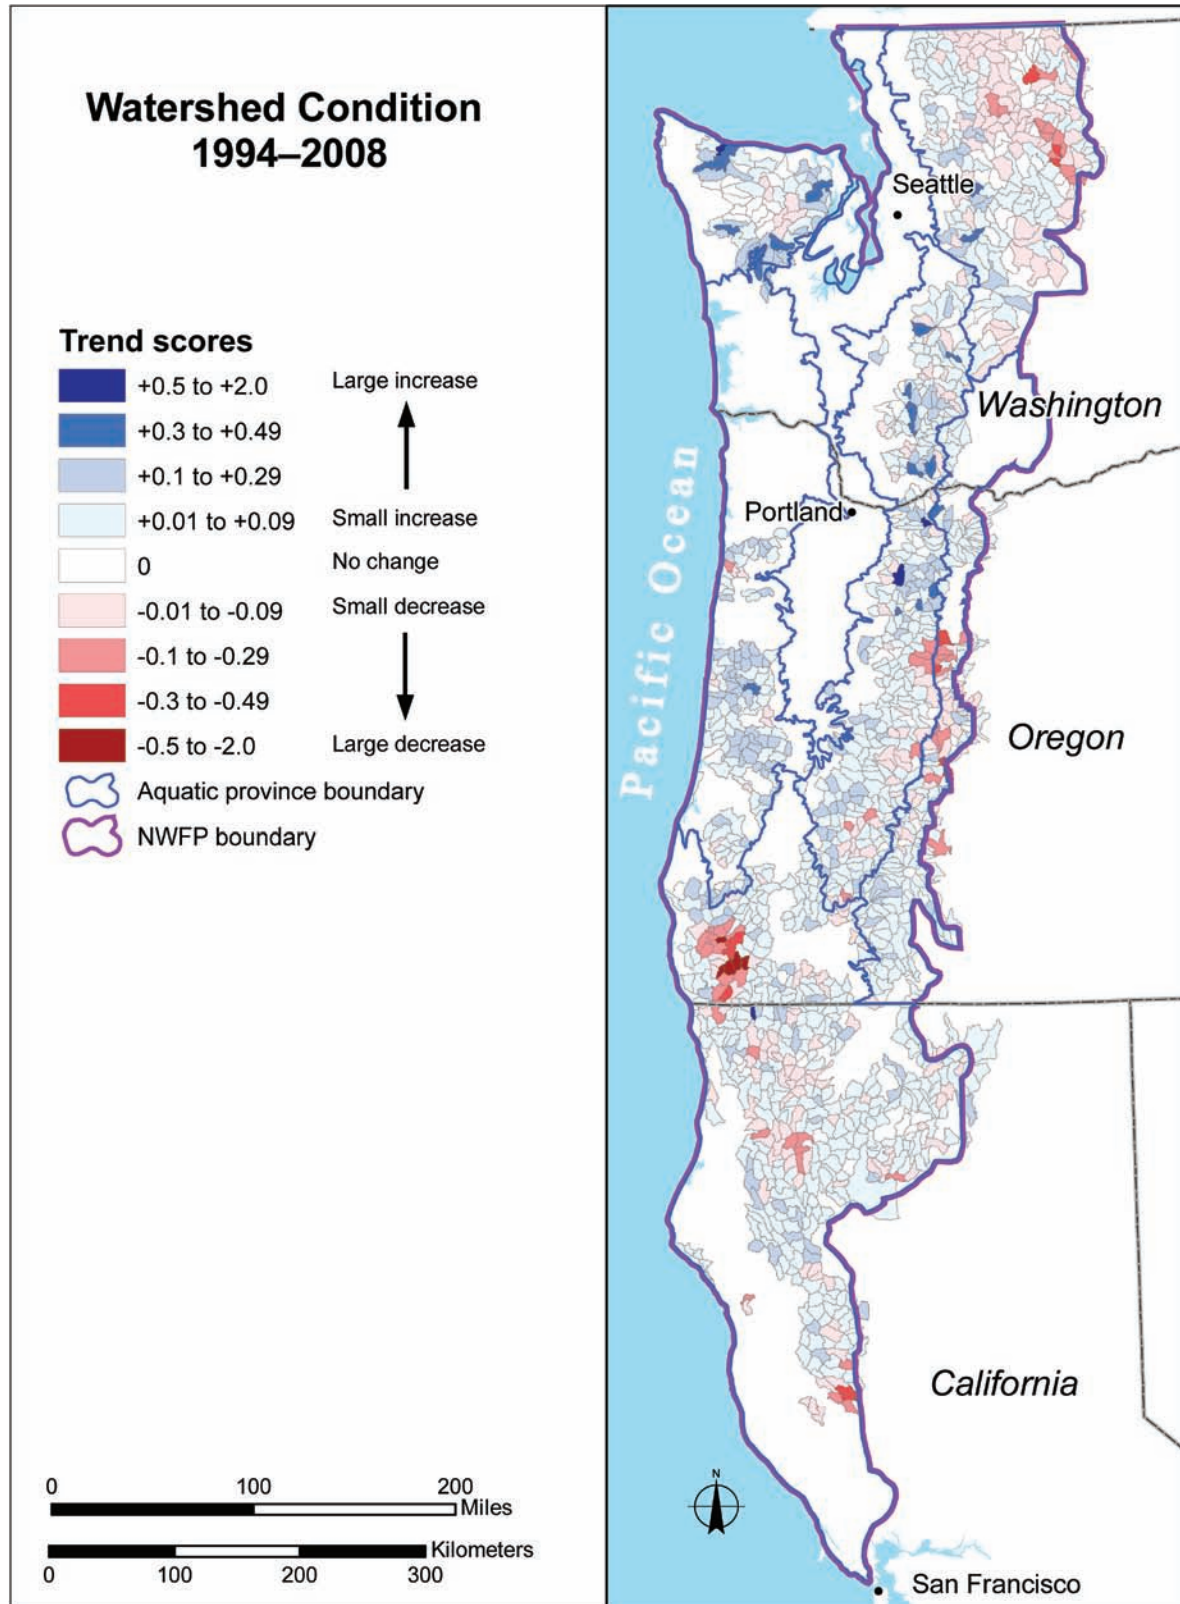 Watershed Condition
1994–2008
Trend scores
+0.5 to +2.0 Large increase
+0.3 to +0.49
+0.1 to +0.29
+0.01 to +0.09 Small increase
0 No change
-0.01 to -0.09 Small decrease
-0.1 to -0.29
-0.3 to -0.49
-0.5 to -2.0 Large decrease
Aquatic province boundary
NWFP boundary
0 100 200
Miles
Kilometers
0 100 200 300
Seattle
Washington
Portland
Pacific Ocean
Oregon
California
N
San Francisco